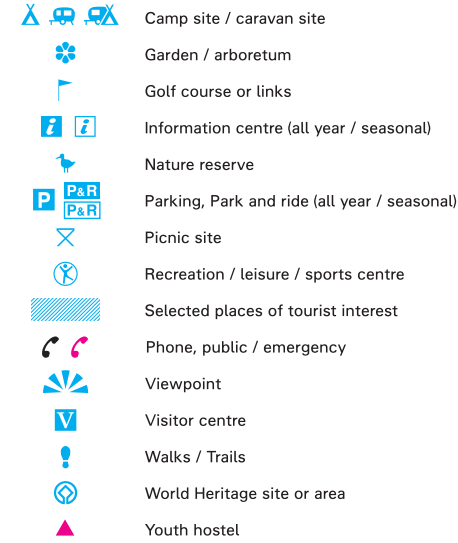 Camp site / caravan site
Garden / arboretum
Golf course or links
i i Information centre (all year / seasonal)
Nature reserve
P P&R P&R Parking, Park and ride (all year / seasonal)
Picnic site
Recreation / leisure / sports centre
Selected places of tourist interest
Phone, public / emergency
Viewpoint
V Visitor centre
Walks / Trails
World Heritage site or area
Youth hostel